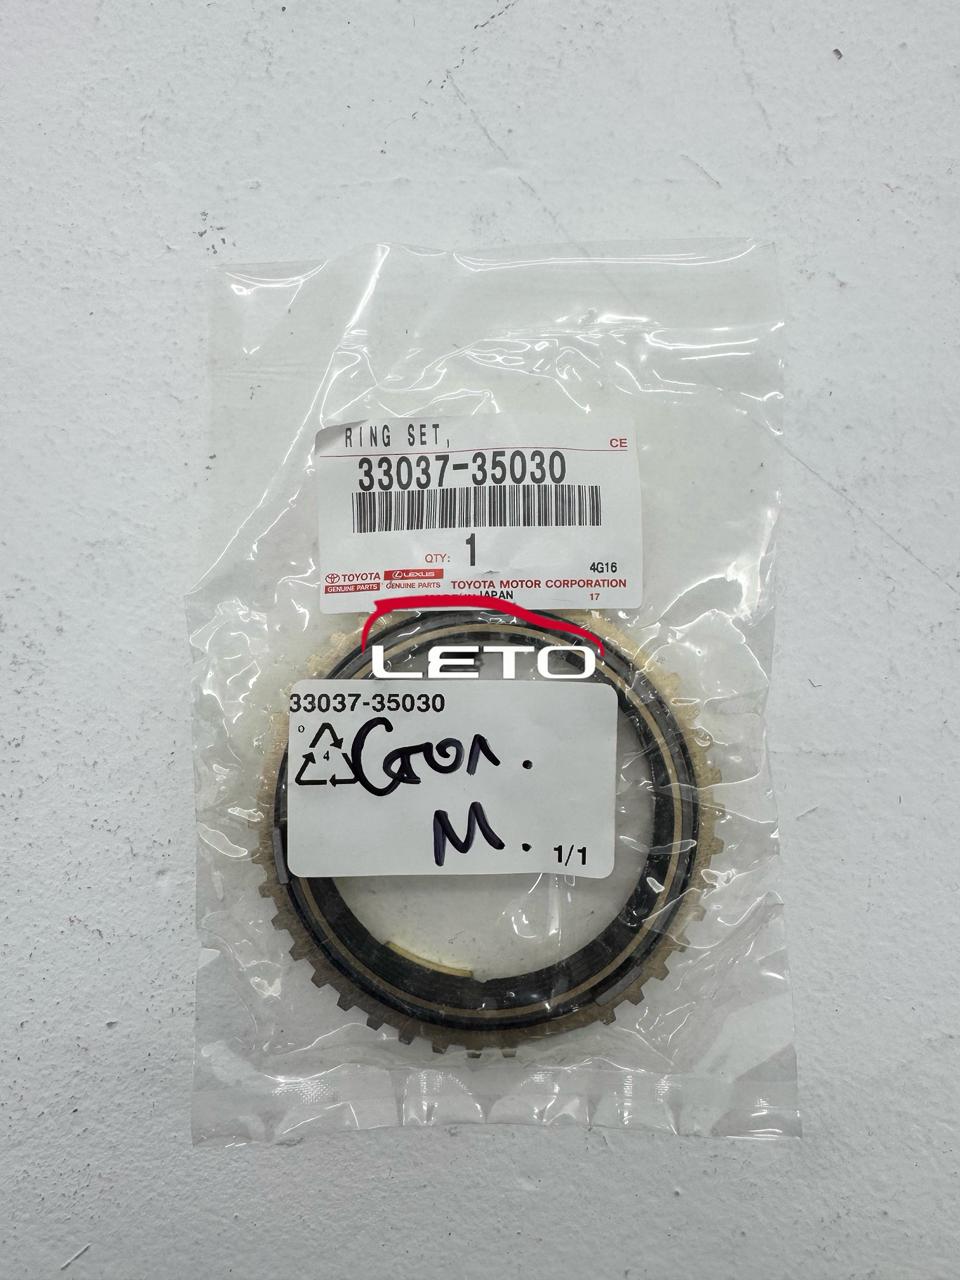 RING SET,
CE
33037-35030
QTY: 1
4G16
TOYOTA LEXUS
GENUINE PARTS GENUINE PARTS TOYOTA MOTOR CORPORATION
JAPAN 17
LETO
33037-35030
4
M.
1/1